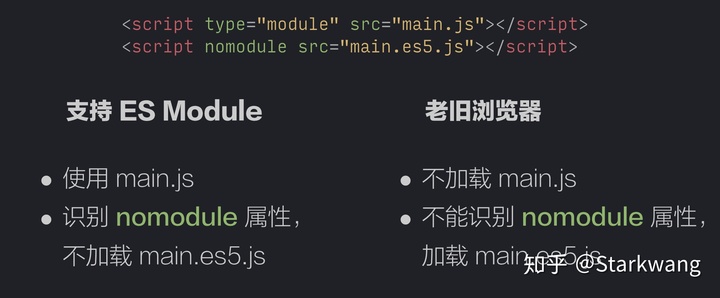 <script type="module" src="main.js"></script>
<script nomodule src="main.es5.js"></script>
支持 ES Module
使用 main.js
识别 nomodule 属性，
不加载 main.es5.js
老旧浏览器
不加载 main.js
不能识别 nomodule 属性，
加载 main.es5.js
知乎 @Starkwang